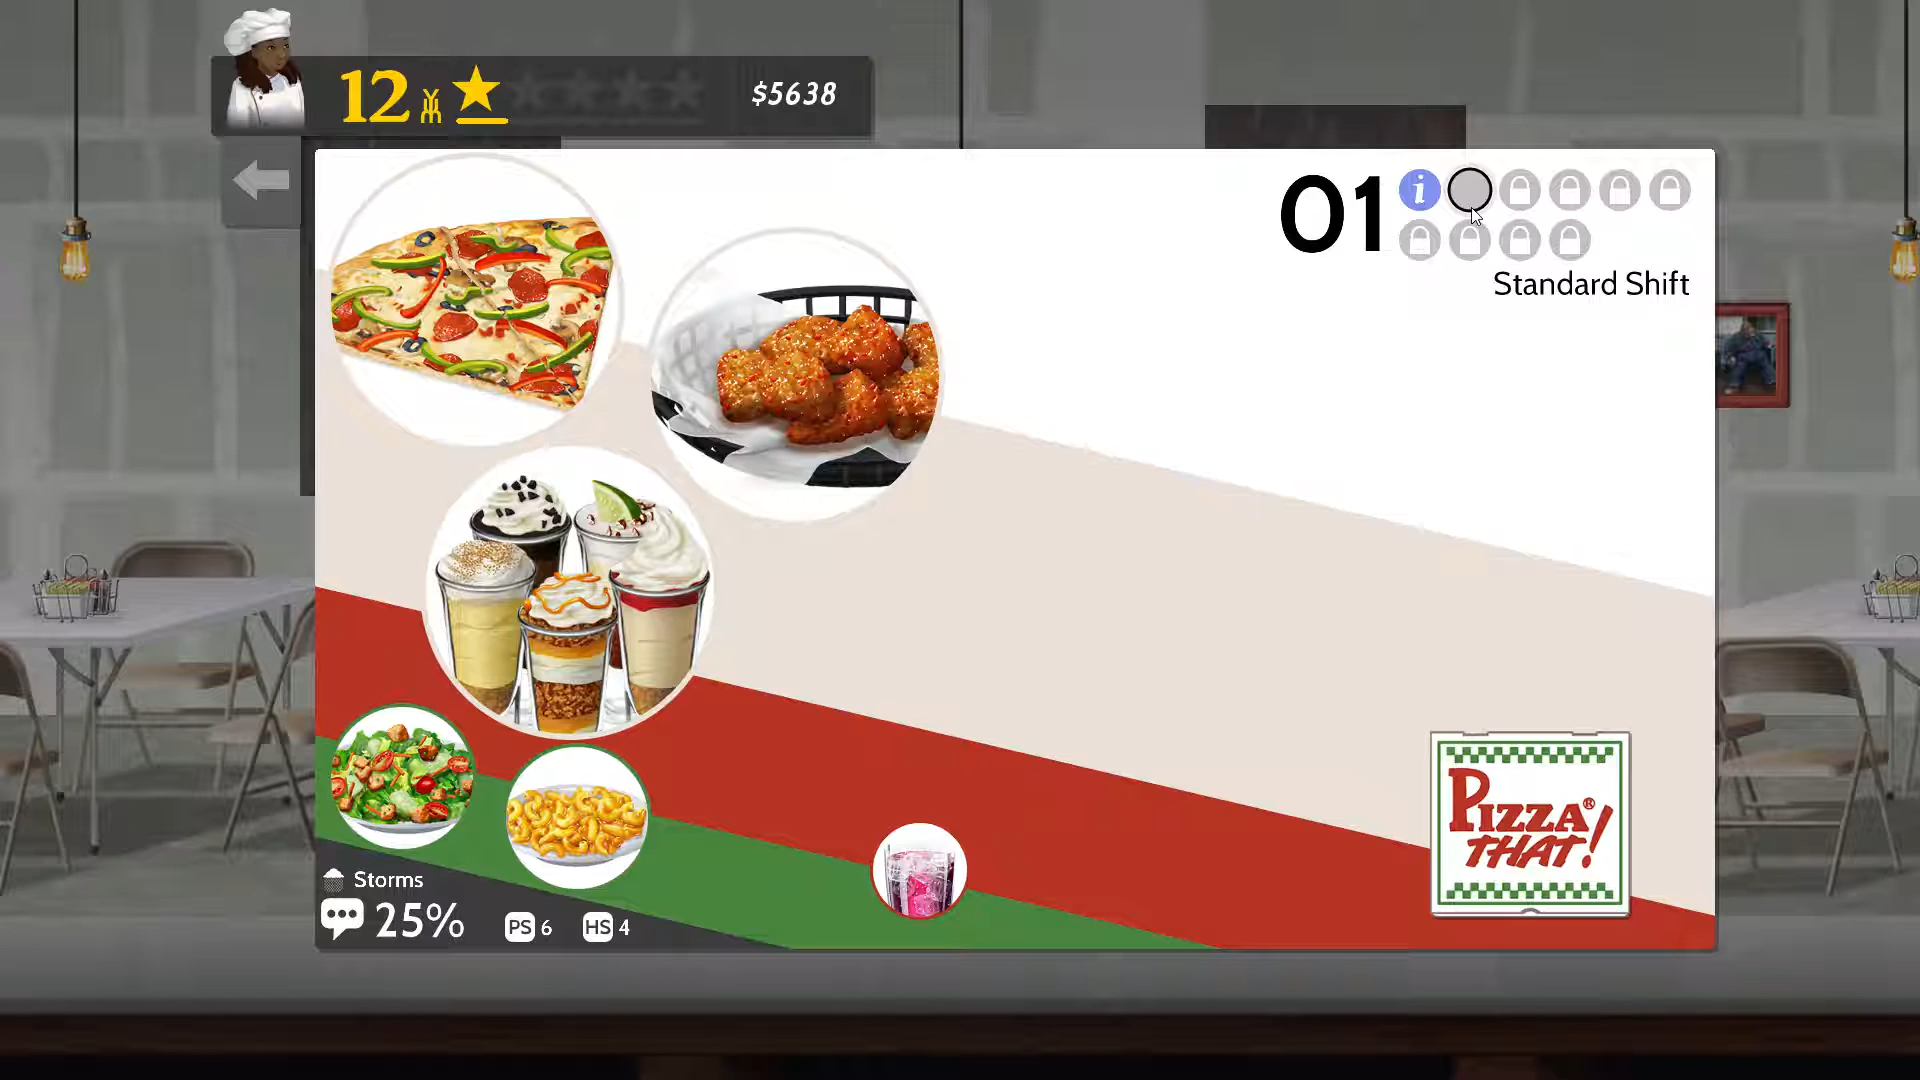 12
$5638
01
i
Standard Shift
PIZZA®
THAT!
Storms
25%
PS 6
HS 4